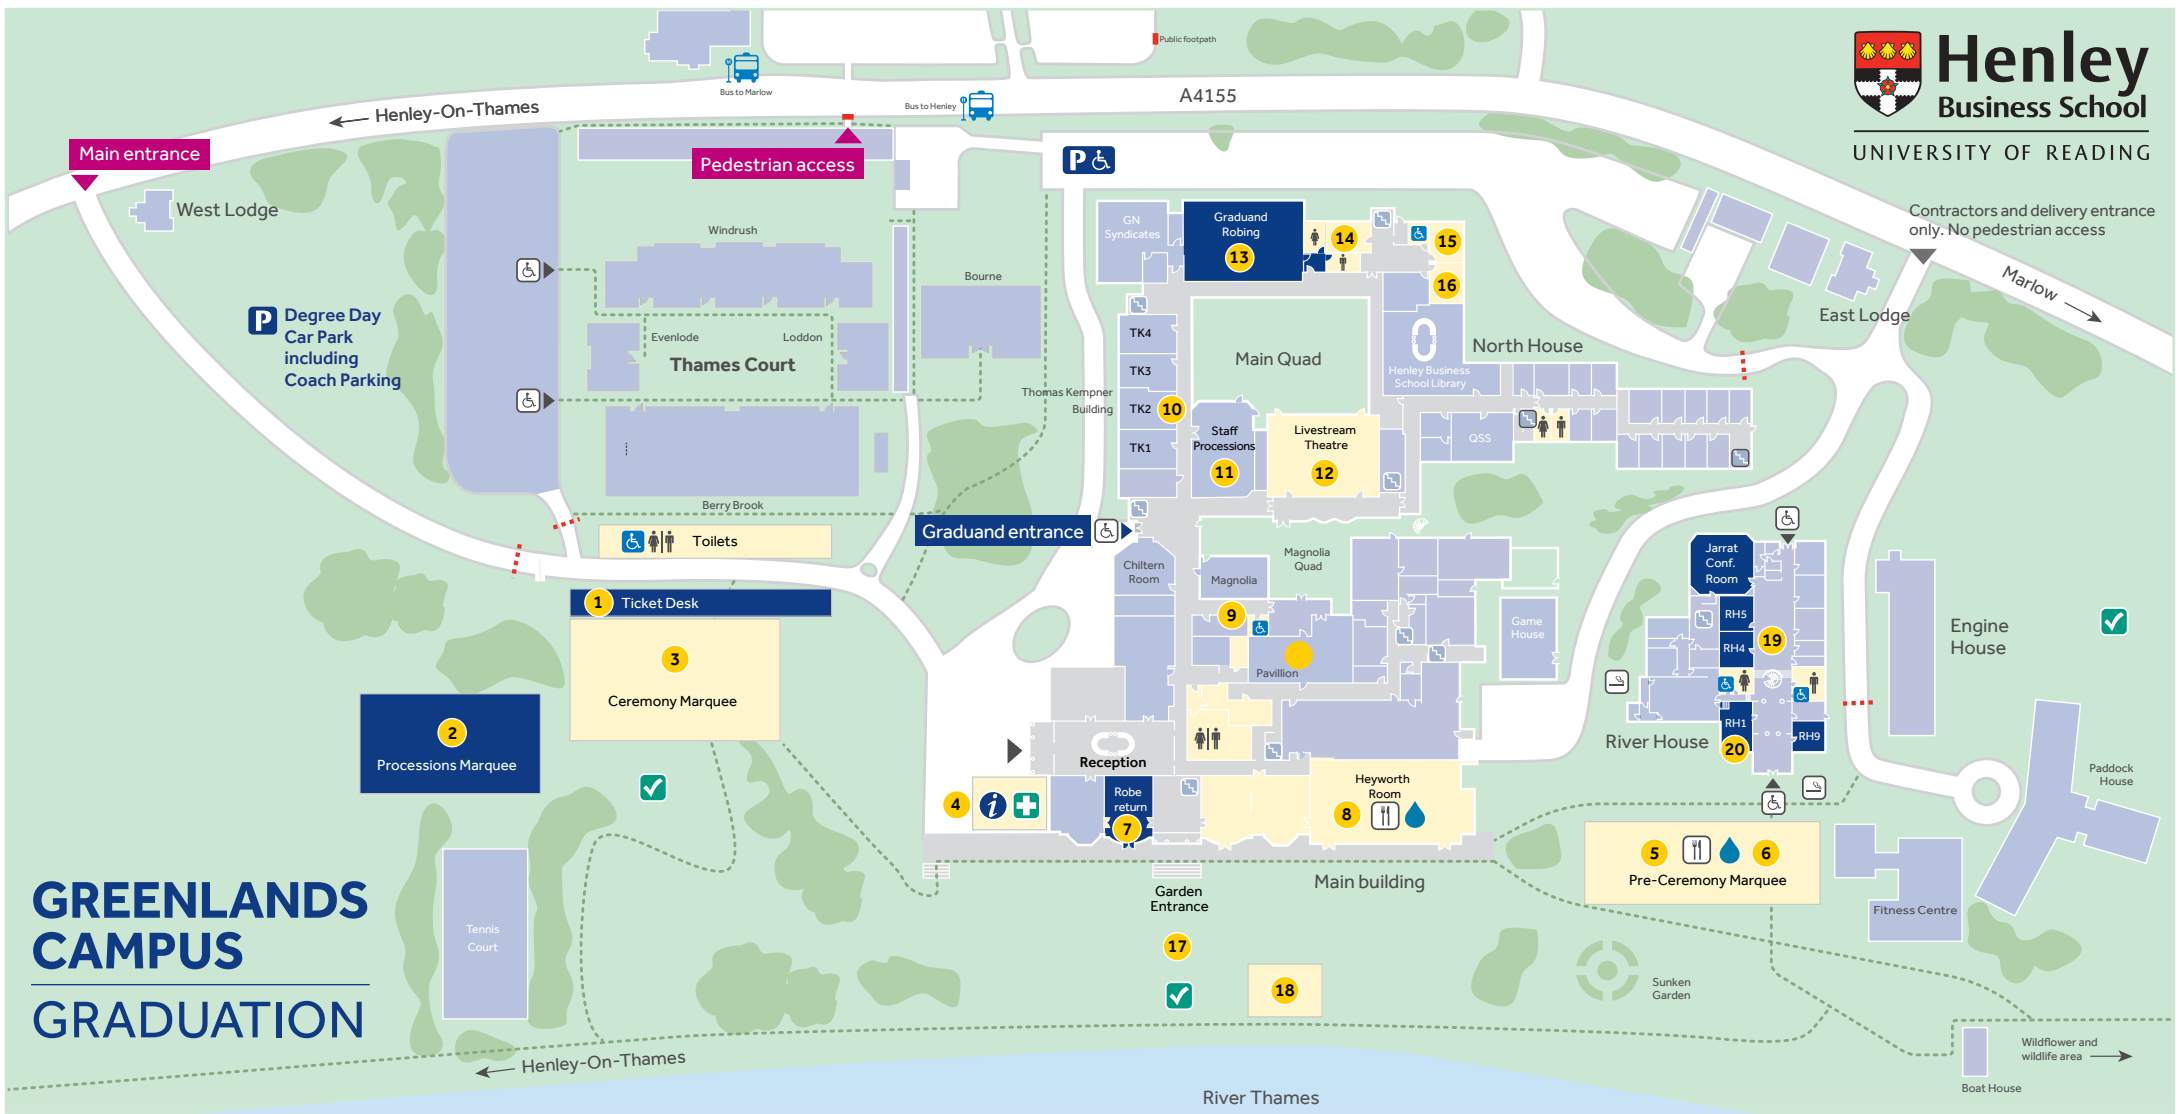 Public footpath
Henley
Business School
UNIVERSITY OF READING
Bus to Marlow
Bus to Henley
A4155
Henley-On-Thames
Main entrance
Pedestrian access
P
West Lodge
Windrush
Bourne
GN
Syndicates
Graduand
Robing
13
14
15
16
Contractors and delivery entrance
only. No pedestrian access
Marlow
East Lodge
P
Degree Day
Car Park
including
Coach Parking
Evenlode
Loddon
Thames Court
TK4
TK3
TK2
TK1
10
Thomas Kempner
Building
Main Quad
North House
Henley Business
School Library
Staff
Processions
11
Livestream
Theatre
12
QSS
Berry Brook
Toilets
Graduand entrance
Chiltern
Room
Magnolia
Magnolia
Quad
9
Pavillion
Game
House
Jarrat
Conf.
Room
RH5
RH4
19
RH1
20
RH9
River House
Engine
House
Paddock
House
1
Ticket Desk
3
Ceremony Marquee
2
Processions Marquee
Reception
4
i
Robe
return
7
Heyworth
Room
8
5
6
Pre-Ceremony Marquee
Main building
Garden
Entrance
17
18
Fitness Centre
Tennis
Court
Sunken
Garden
GREENLANDS
CAMPUS
GRADUATION
Henley-On-Thames
River Thames
Wildflower and
wildlife area
Boat House